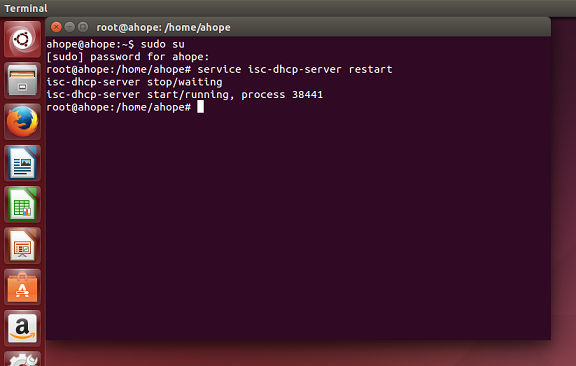 Terminal
root@ahope: /home/ahope
ahope@ahope:~$ sudo su
[sudo] password for ahope:
root@ahope:/home/ahope# service isc-dhcp-server restart
isc-dhcp-server stop/waiting
isc-dhcp-server start/running, process 38441
root@ahope:/home/ahope#
a